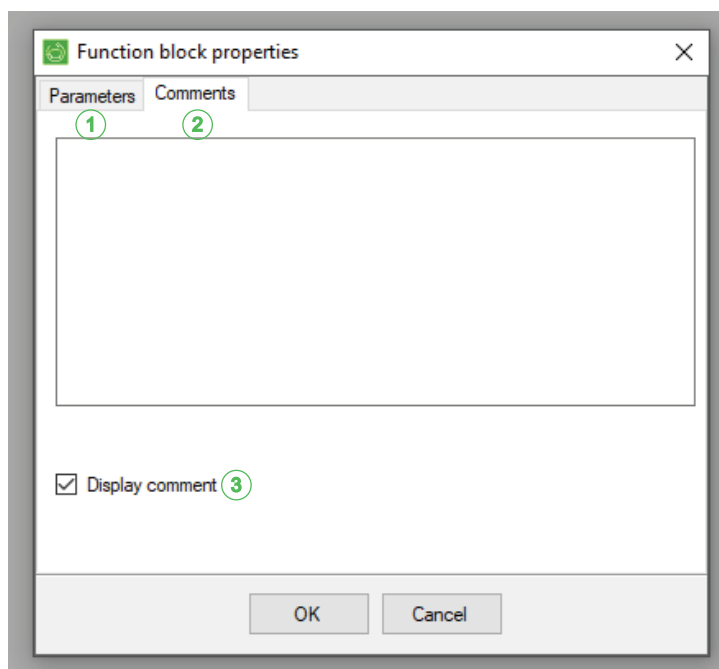 Function block properties
Parameters Comments
1 2
Display comment 3
OK Cancel